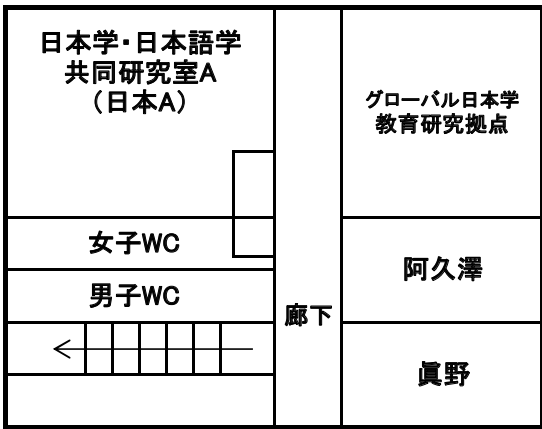 日本学・日本語学
共同研究室A
（日本A）
グローバル日本学
教育研究拠点
女子WC
男子WC
廊下
阿久澤
眞野